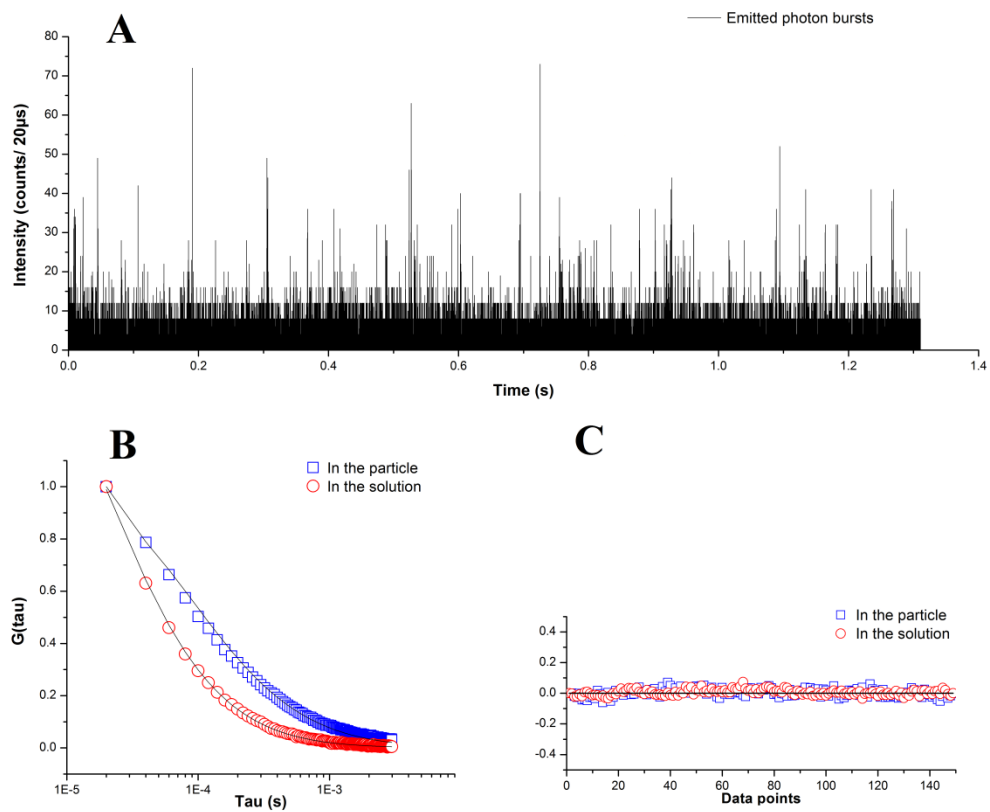 A
Emitted photon bursts
Intensity (counts/ 20µs)
80
70
60
50
40
30
20
10
0
0.0 0.2 0.4 0.6 0.8 1.0 1.2 1.4
Time (s)
B
In the particle
In the solution
G(tau)
1.0
0.8
0.6
0.4
0.2
0.0
1E-5 1E-4 1E-3
Tau (s)
C
In the particle
In the solution
0.4
0.2
0.0
-0.2
-0.4
0 20 40 60 80 100 120 140
Data points